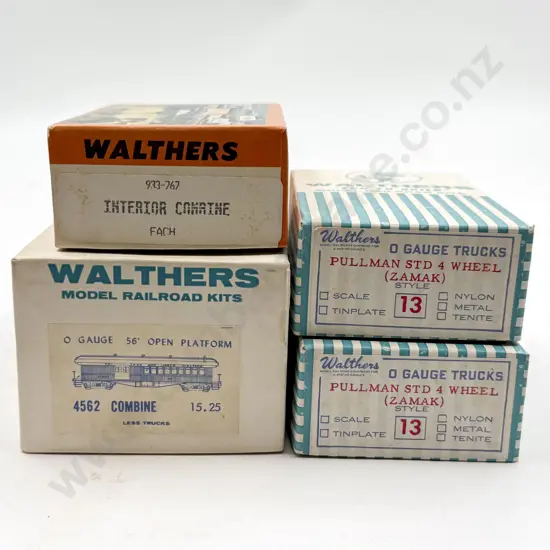 WALTHERS
933-767
INTERIOR COMBINE
EACH
WALTHERS
MODEL RAILROAD KITS
O GAUGE 56' OPEN PLATFORM
4562 COMBINE 15.25
LESS TRUCKS
WALTHERS
Walthers
O GAUGE TRUCKS
PULLMAN STD 4 WHEEL
(ZAMAK)
STYLE
13
SCALE
TINPLATE
NYLON
METAL
TENITE
Walthers
O GAUGE TRUCKS
PULLMAN STD 4 WHEEL
(ZAMAK)
STYLE
13
SCALE
TINPLATE
NYLON
METAL
TENITE